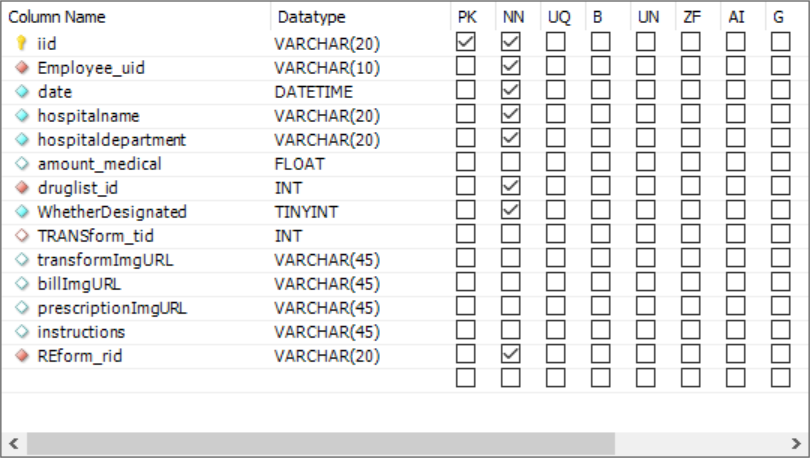 Column Name Datatype PK NN UQ B UN ZF AI G
iid VARCHAR(20)
Employee_uid VARCHAR(10)
date DATETIME
hospitalname VARCHAR(20)
hospitaldepartment VARCHAR(20)
amount_medical FLOAT
druglist_id INT
WhetherDesignated TINYINT
TRANSform_tid INT
transformImgURL VARCHAR(45)
billImgURL VARCHAR(45)
prescriptionImgURL VARCHAR(45)
instructions VARCHAR(45)
REform_rid VARCHAR(20)